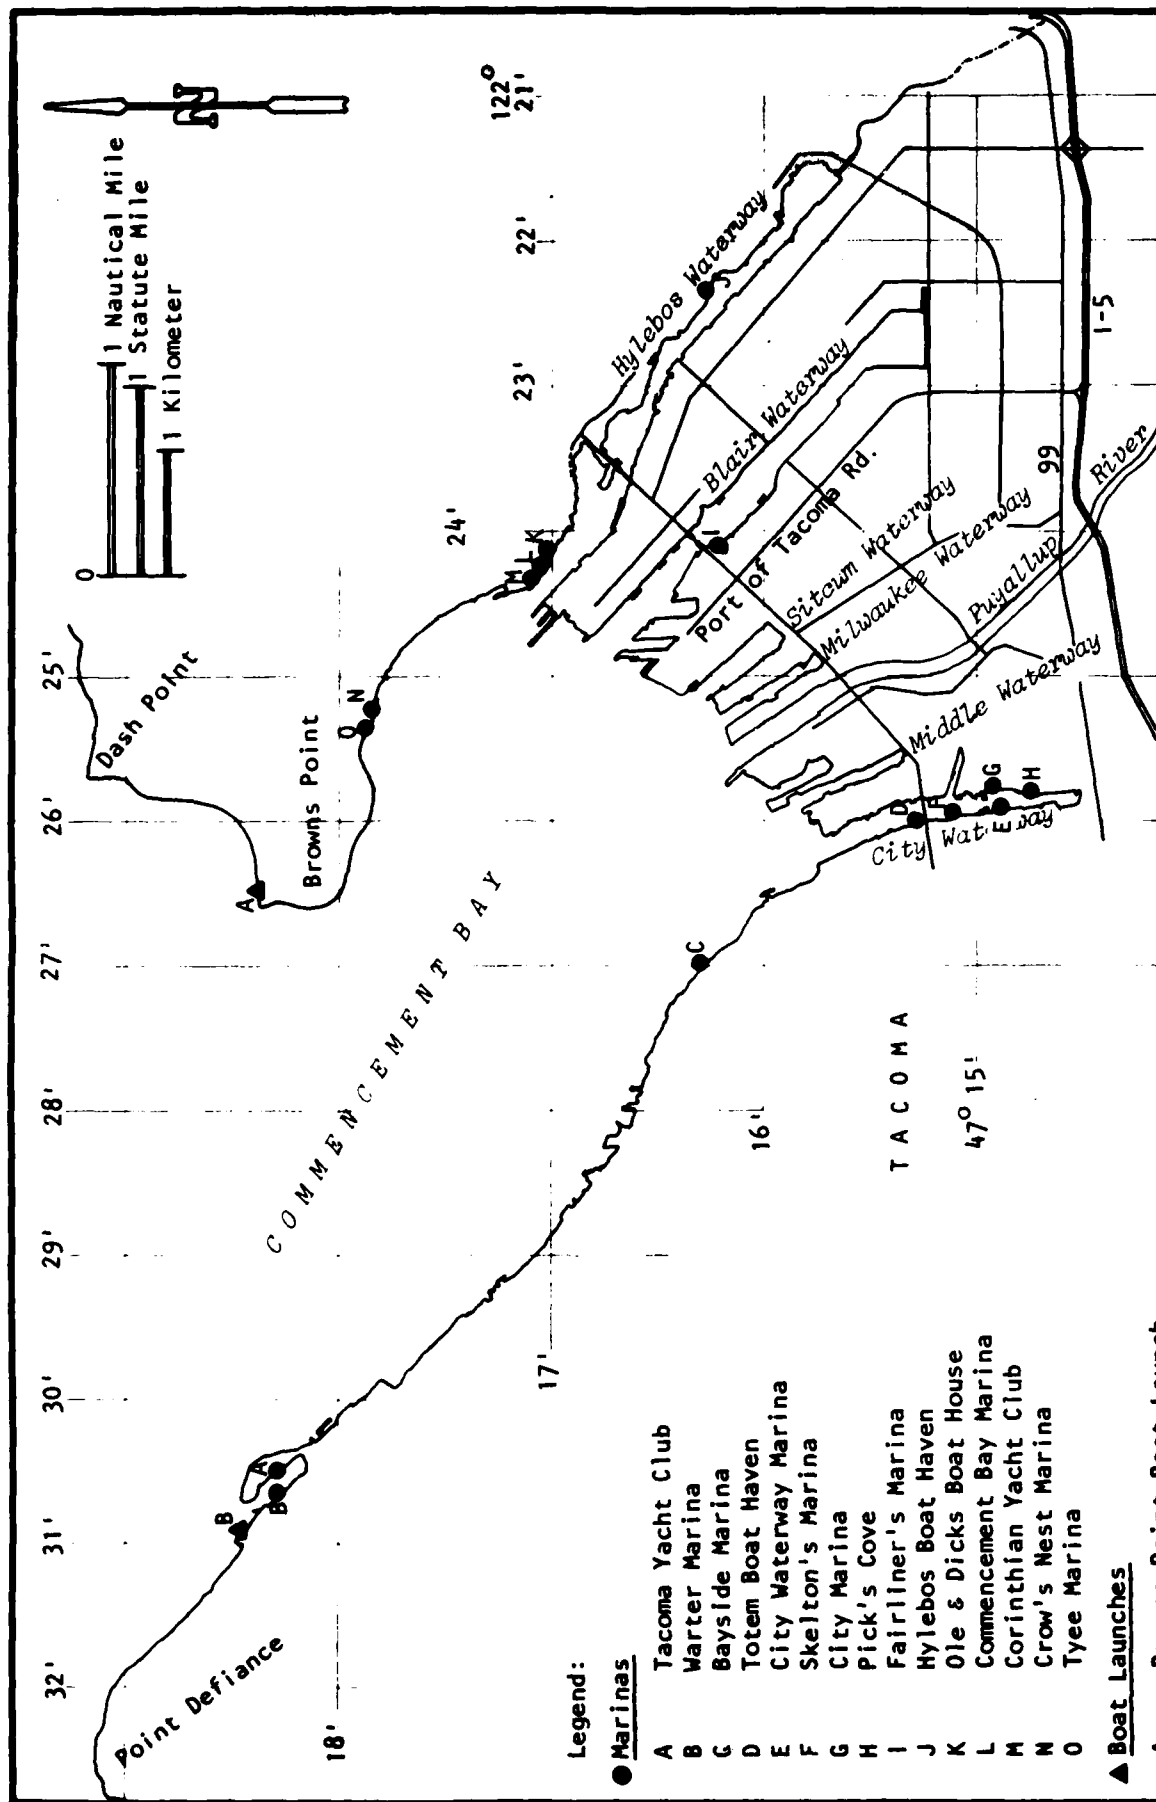 0
1 Nautical Mile
1 Statute Mile
1 Kilometer
N
32'
31'
30'
29'
28'
27'
26'
25'
24'
23'
22'
122°
21'
18'
17'
16'
47° 15'
Point Defiance
Dash Point
Browns Point
COMMENCEMENT BAY
TACOMA
Hylebos Waterway
Blair Waterway
Port of Tacoma Rd.
Sitcum Waterway
Milwaukee Waterway
Puyallup River
Middle Waterway
City Waterway
99
I-5
B
A
B
A
C
O
N
M
L
K
J
I
D
F
E
G
H
Legend:
Marinas
A Tacoma Yacht Club
B Warter Marina
C Bayside Marina
D Totem Boat Haven
E City Waterway Marina
F Skelton's Marina
G City Marina
H Pick's Cove
I Fairliner's Marina
J Hylebos Boat Haven
K Ole & Dicks Boat House
L Commencement Bay Marina
M Corinthian Yacht Club
N Crow's Nest Marina
O Tyee Marina
Boat Launches